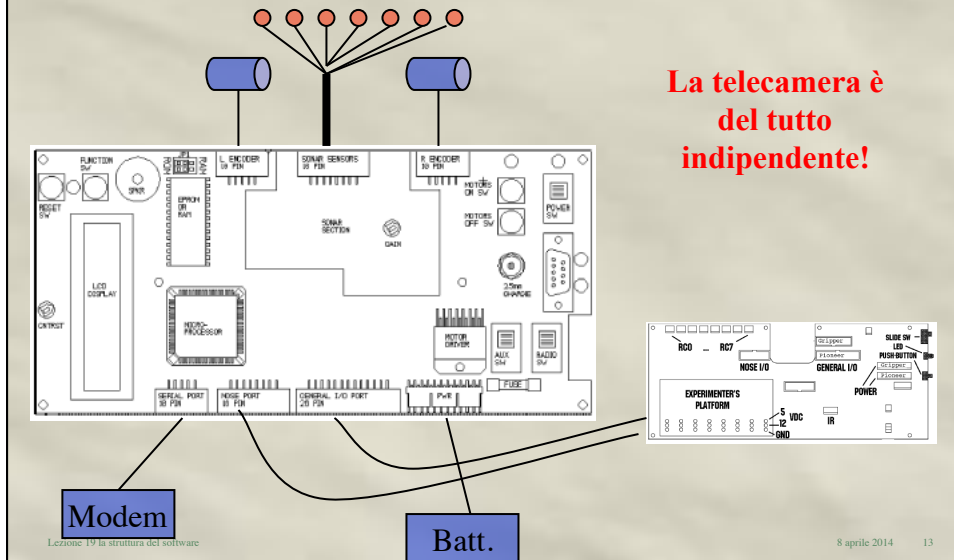 La telecamera è
del tutto
indipendente!
FUNCTION
SW
RESET
SW
SPKR
JP1
ROM
RAM
EPROM
OR
RAM
L ENCODER
10 PIN
SONAR SENSORS
16 PIN
R ENCODER
10 PIN
MOTORS
ON SW
MOTORS
OFF SW
POWER
SW
SONAR
SECTION
GAIN
LCD
DISPLAY
CNTRST
2.5mm
CHARGE
MICRO-
PROCESSOR
MOTOR
DRIVER
AUX
SW
RADIO
SW
FUSE
SERIAL PORT
10 PIN
NOSE PORT
16 PIN
GENERAL I/O PORT
20 PIN
PWR
RC0 ... RC7
NOSE I/O
Gripper
Pioneer
GENERAL I/O
SLIDE SW
LED
PUSH-BUTTON
Gripper
Pioneer
POWER
EXPERIMENTER'S
PLATFORM
5
12
VDC
GND
IR
Modem
Batt.
Lezione 19 la struttura del software
8 aprile 2014
13